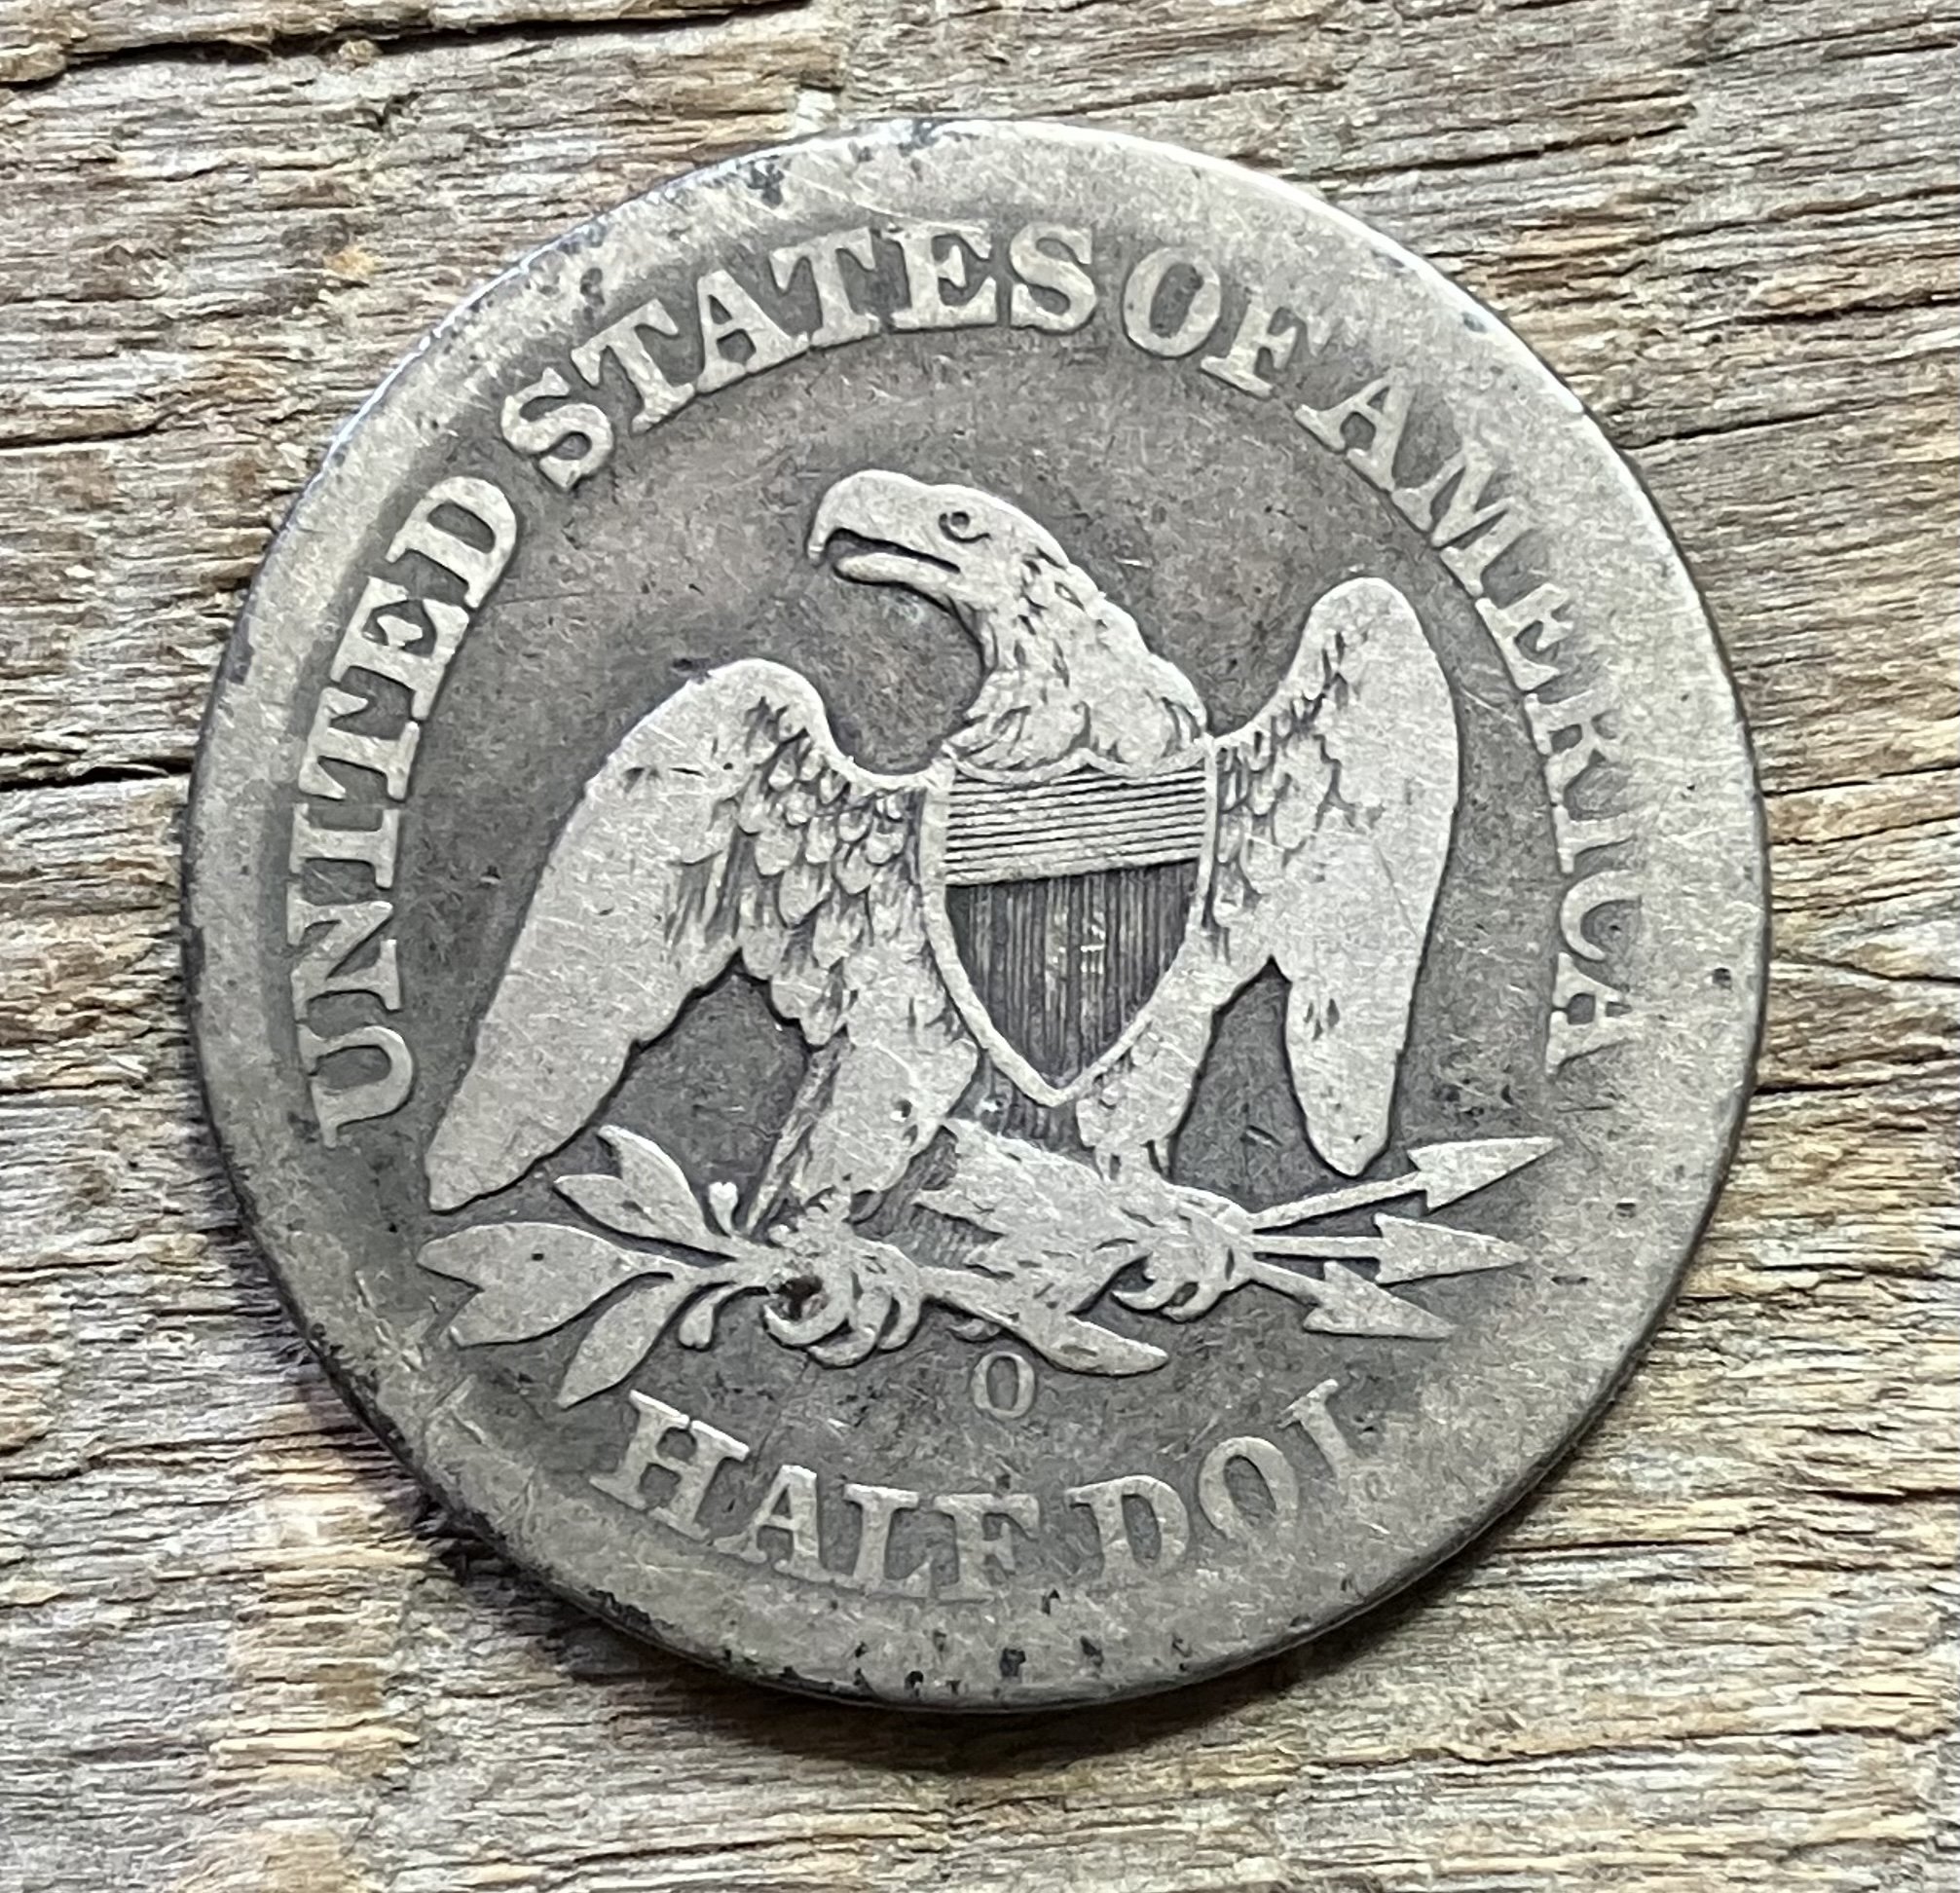 UNITED STATES OF AMERICA
O
HALF DOL